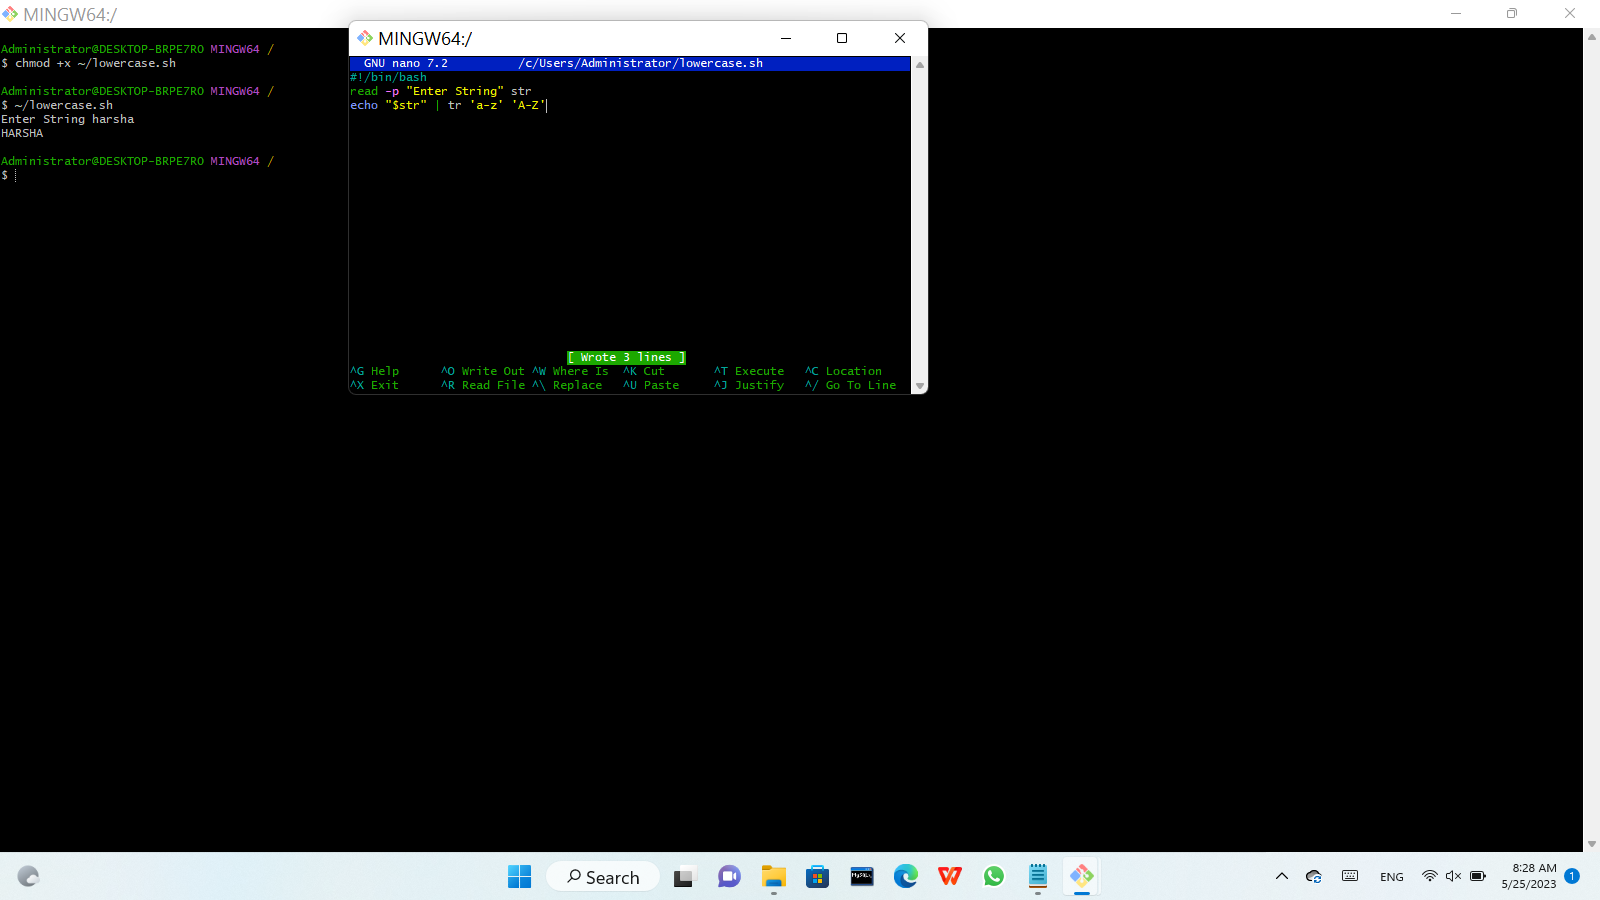 MINGW64:/
Administrator@DESKTOP-BRPE7RO MINGW64 /
$ chmod +x ~/lowercase.sh
Administrator@DESKTOP-BRPE7RO MINGW64 /
$ ~/lowercase.sh
Enter String harsha
HARSHA
Administrator@DESKTOP-BRPE7RO MINGW64 /
$
MINGW64:/
GNU nano 7.2 /c/Users/Administrator/lowercase.sh
#!/bin/bash
read -p "Enter String" str
echo "$str" | tr 'a-z' 'A-Z'
[ Wrote 3 lines ]
^G Help ^O Write Out ^W Where Is ^K Cut ^T Execute ^C Location
^X Exit ^R Read File ^\ Replace ^U Paste ^J Justify ^/ Go To Line
Search
MySQL
W
ENG
8:28 AM
5/25/2023
1